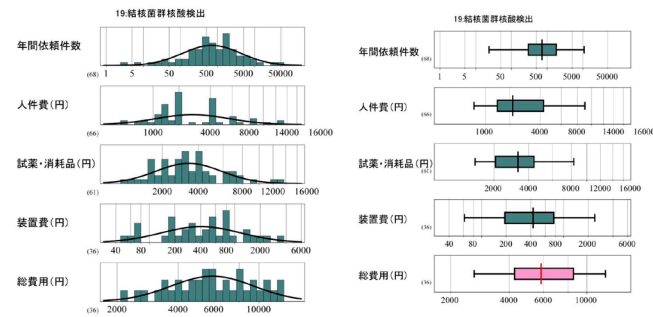 19:結核菌群核酸検出
年間依頼件数
(68) 1 5 50 500 5000 50000
人件費(円)
(66) 1000 4000 8000 14000 16000
試薬・消耗品(円)
(61) 2000 4000 8000 12000 16000
装置費(円)
(36) 40 80 200 400 800 2000 6000
総費用(円)
(36) 2000 4000 6000 10000
19:結核菌群核酸検出
年間依頼件数
(68) 1 5 50 500 5000 50000
人件費(円)
(66) 1000 4000 8000 12000 16000
試薬・消耗品(円)
(61) 2000 4000 8000 12000 16000
装置費(円)
(36) 40 80 200 400 800 2000 6000
総費用(円)
(36) 2000 4000 6000 10000